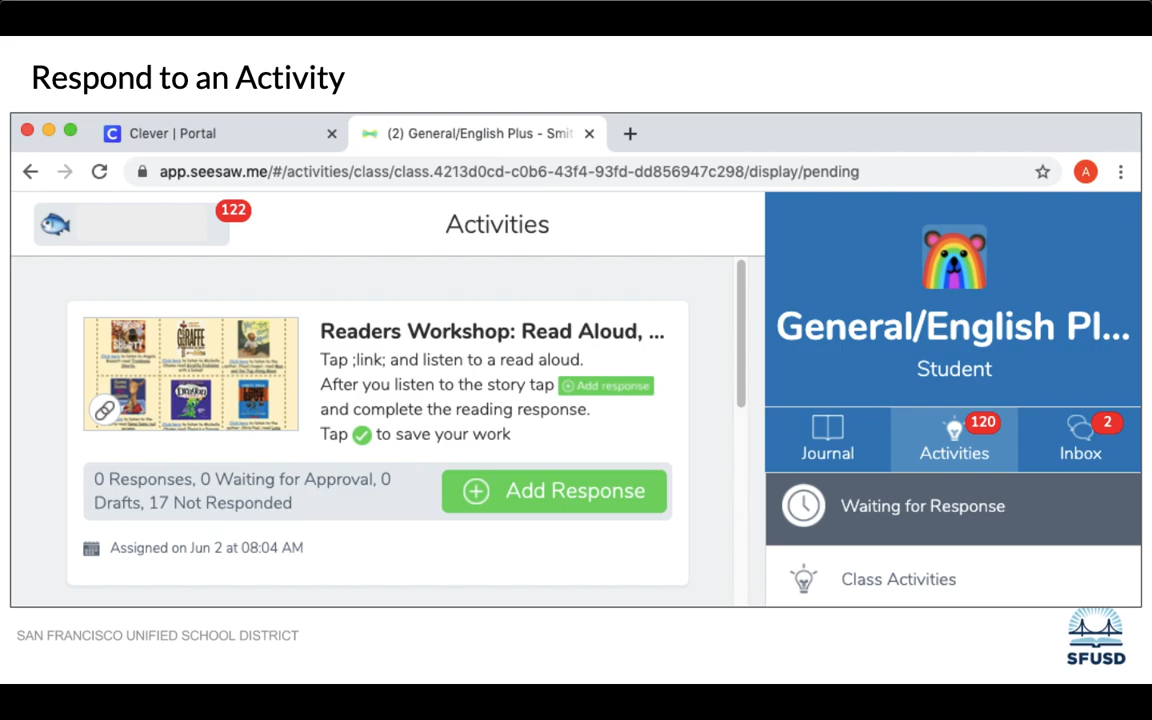 Respond to an Activity
Clever | Portal
(2) General/English Plus - Smit
app.seesaw.me/#/activities/class/class.4213d0cd-c0b6-43f4-93fd-dd856947c298/display/pending
A
122
Activities
General/English Pl...
Student
Journal
120
Activities
2
Inbox
Waiting for Response
Class Activities
GIRAFFE
Dragon
Readers Workshop: Read Aloud, ...
Tap ;link; and listen to a read aloud.
After you listen to the story tap Add response
and complete the reading response.
Tap to save your work
0 Responses, 0 Waiting for Approval, 0
Drafts, 17 Not Responded
Add Response
Assigned on Jun 2 at 08:04 AM
SAN FRANCISCO UNIFIED SCHOOL DISTRICT
SFUSD